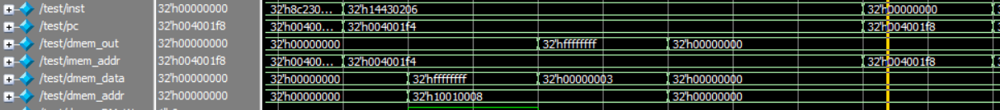 /test/inst 32'h00000000 32'h8c230... 32'h14430206 32'h00000000
/test/pc 32'h004001f8 32'h00400... 32'h004001f4 32'h004001f8
/test/dmem_out 32'h00000000 32'h00000000 32'hffffffff 32'h00000000
/test/imem_addr 32'h004001f8 32'h00400... 32'h004001f4 32'h004001f8
/test/dmem_data 32'h00000000 32'h00000000 32'hffffffff 32'h00000003 32'h00000000
/test/dmem_addr 32'h00000000 32'h00000000 32'h10010008 32'h00000000